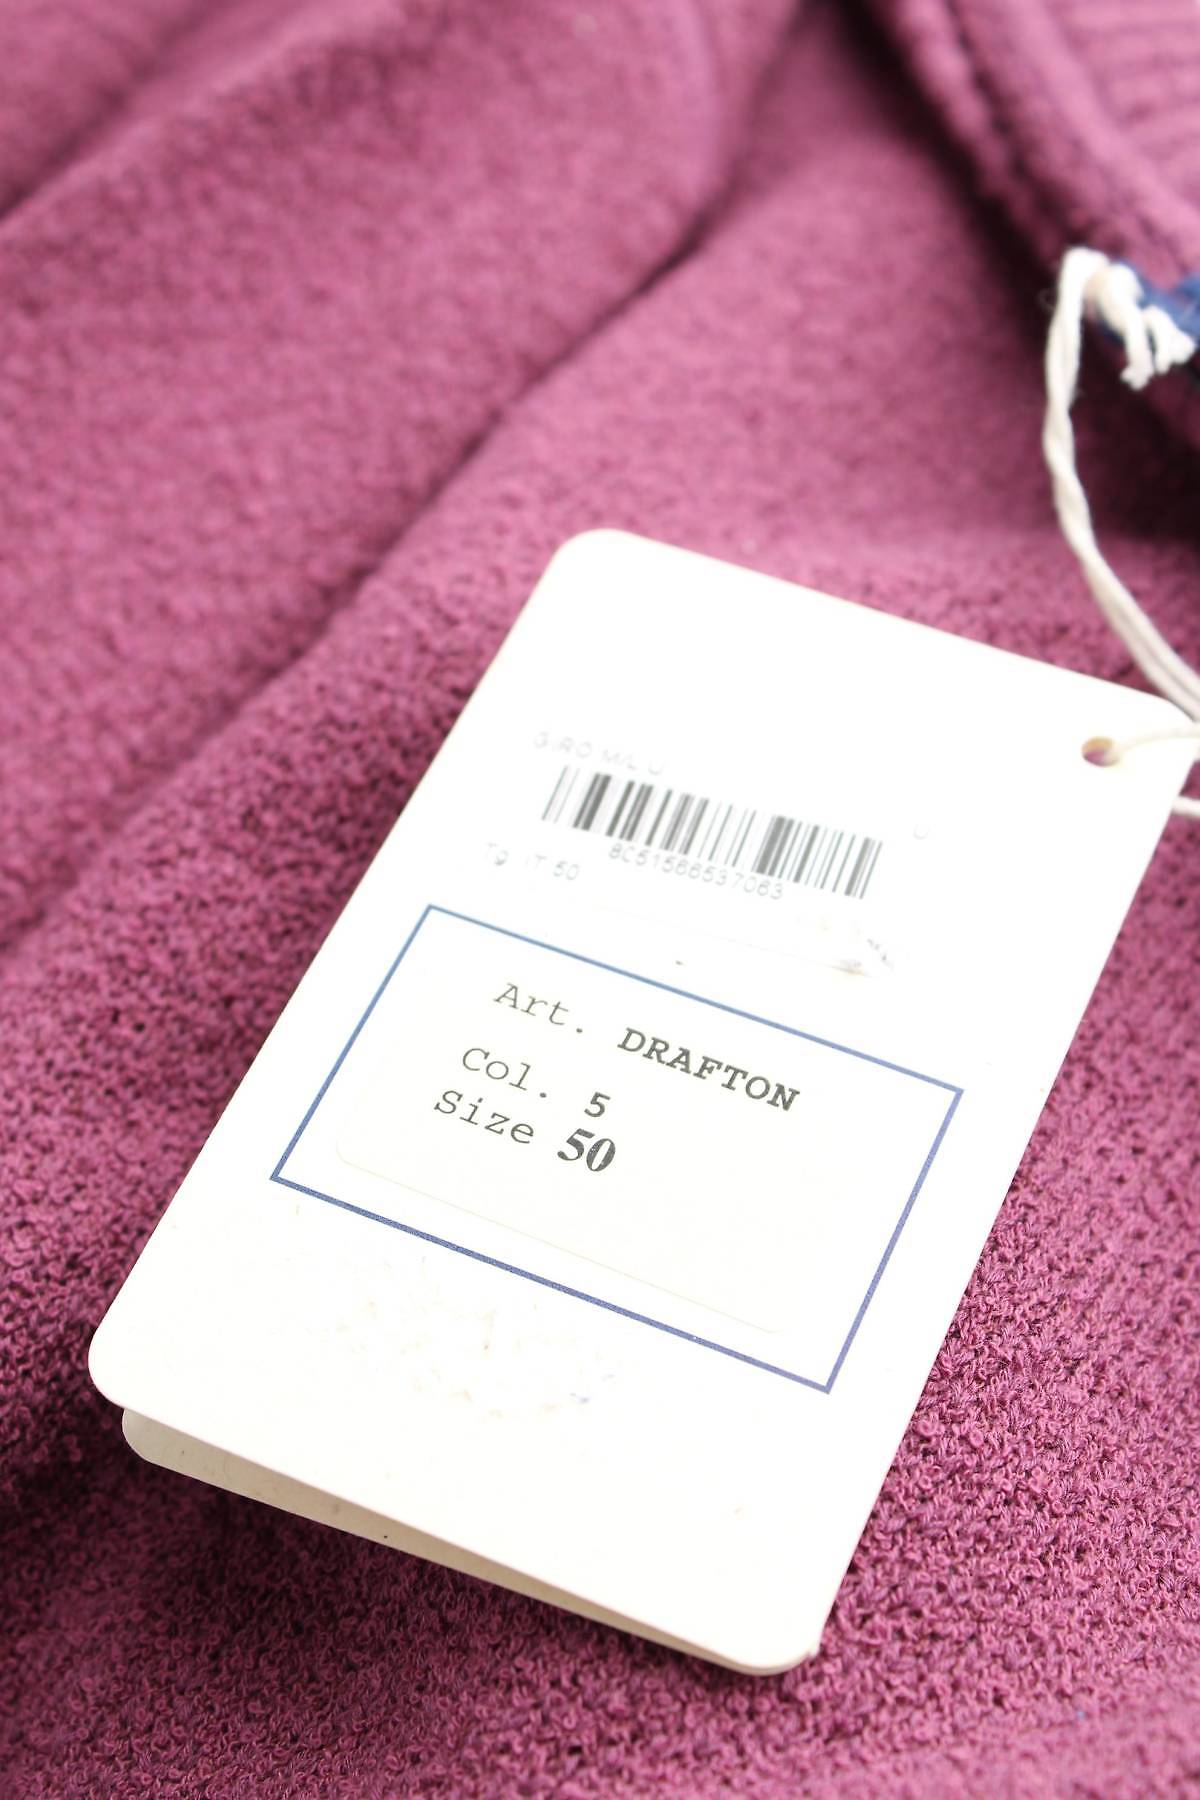 GIRO M/L U
U
8051566537063
Tg IT 50
Art. DRAFTON
Col. 5
Size 50